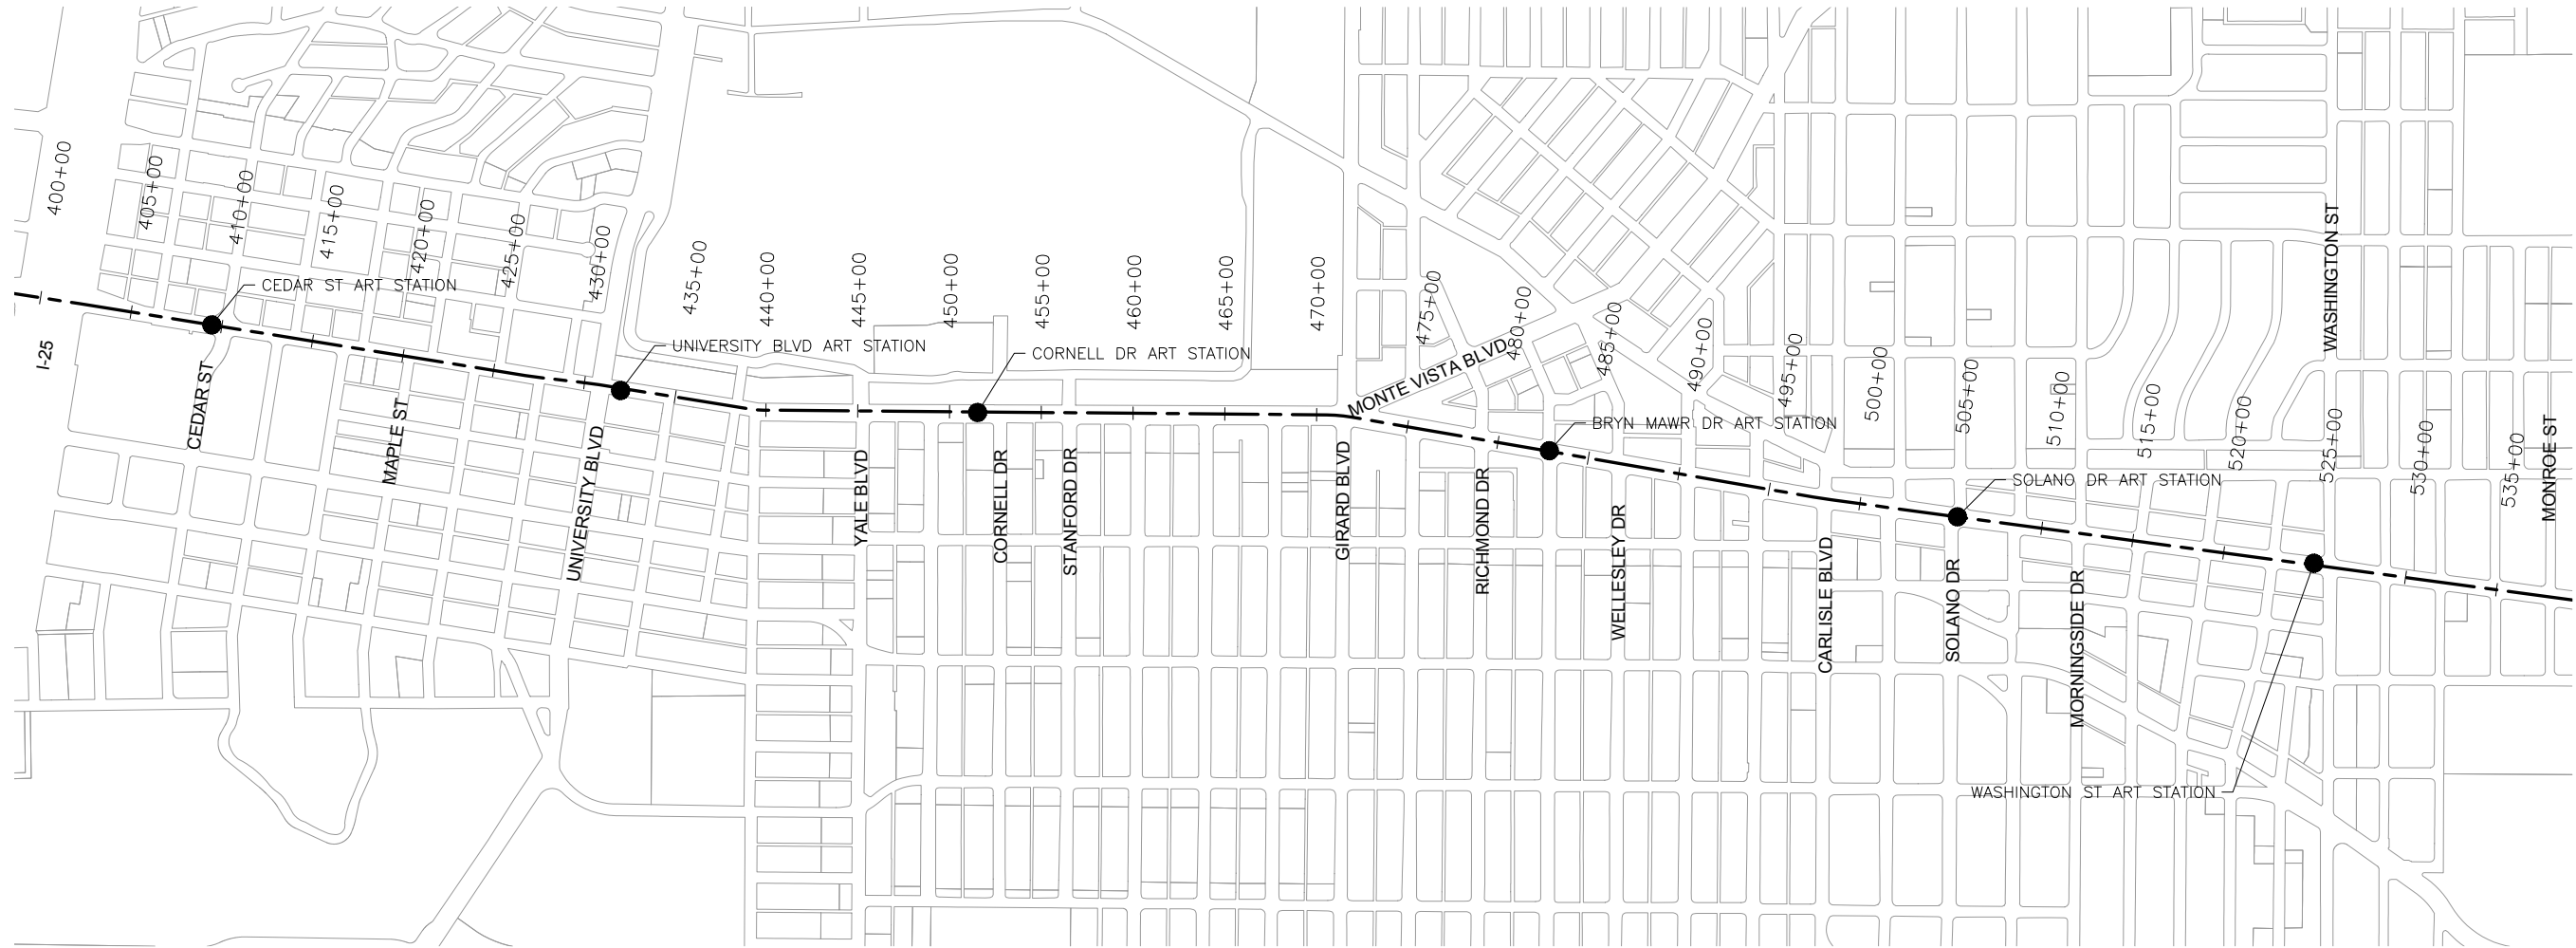 400+00
405+00
410+00
415+00
420+00
425+00
430+00
435+00
440+00
445+00
450+00
455+00
460+00
465+00
470+00
475+00
480+00
485+00
490+00
495+00
500+00
505+00
510+00
515+00
520+00
525+00
530+00
535+00
CEDAR ST ART STATION
UNIVERSITY BLVD ART STATION
CORNELL DR ART STATION
BRYN MAWR DR ART STATION
SOLANO DR ART STATION
WASHINGTON ST ART STATION
I-25
CEDAR ST
MAPLE ST
UNIVERSITY BLVD
YALE BLVD
CORNELL DR
STANFORD DR
GIRARD BLVD
MONTE VISTA BLVD
RICHMOND DR
WELLESLEY DR
CARLISLE BLVD
SOLANO DR
MORNINGSIDE DR
WASHINGTON ST
MONROE ST